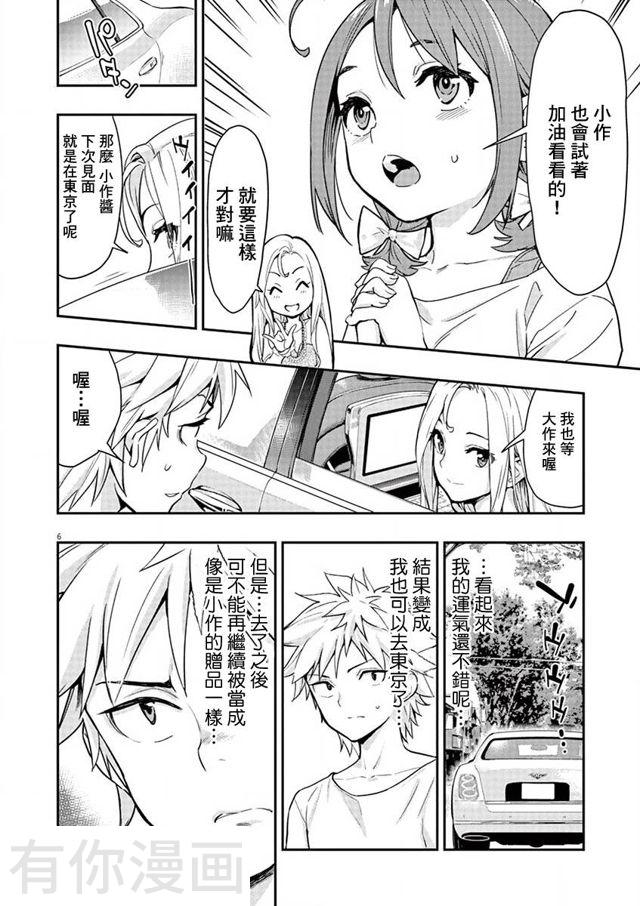 小作
也會試著
加油看看的！
就要這樣
才對嘛
パタン
那麼 小作醬
下次見面
就是在東京了呢
我也等
大作來喔
喔…喔
6
…看起來
我的運氣還不錯呢…
結果變成
我也可以去東京了…
但是…去了之後
可不能再繼續被當成
像是小作的贈品一樣…
有你漫画